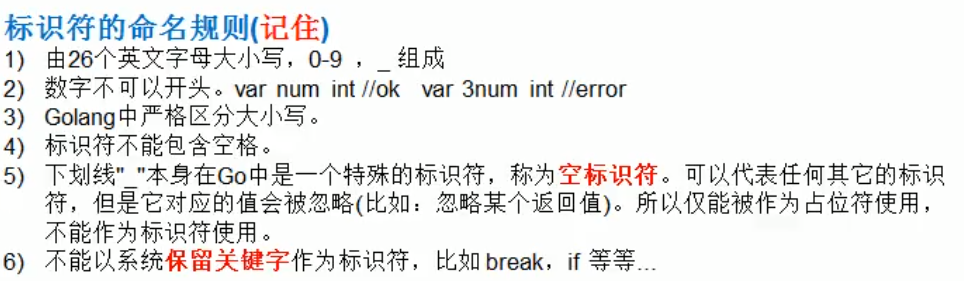 标识符的命名规则(记住)
1) 由26个英文字母大小写，0-9 ，_ 组成
2) 数字不可以开头。var num int //ok var 3num int //error
3) Golang中严格区分大小写。
4) 标识符不能包含空格。
5) 下划线"_"本身在Go中是一个特殊的标识符，称为空标识符。可以代表任何其它的标识
符，但是它对应的值会被忽略(比如：忽略某个返回值)。所以仅能被作为占位符使用，
不能作为标识符使用。
6) 不能以系统保留关键字作为标识符，比如 break，if 等等...